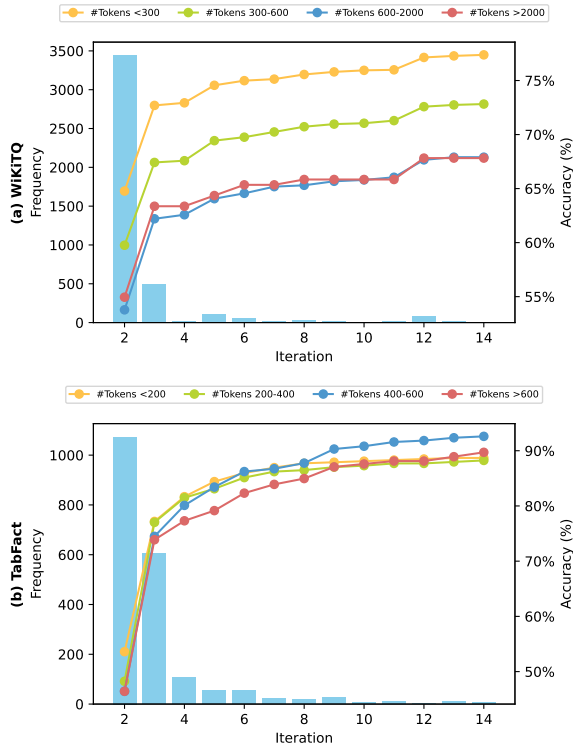 #Tokens <300 #Tokens 300-600 #Tokens 600-2000 #Tokens >2000
3500
3000
2500
2000
1500
1000
500
0
(a) WiKiTQ
Frequency
75%
70%
65%
60%
55%
Accuracy (%)
2 4 6 8 10 12 14
Iteration
#Tokens <200 #Tokens 200-400 #Tokens 400-600 #Tokens >600
1000
800
600
400
200
0
(b) TabFact
Frequency
90%
80%
70%
60%
50%
Accuracy (%)
2 4 6 8 10 12 14
Iteration